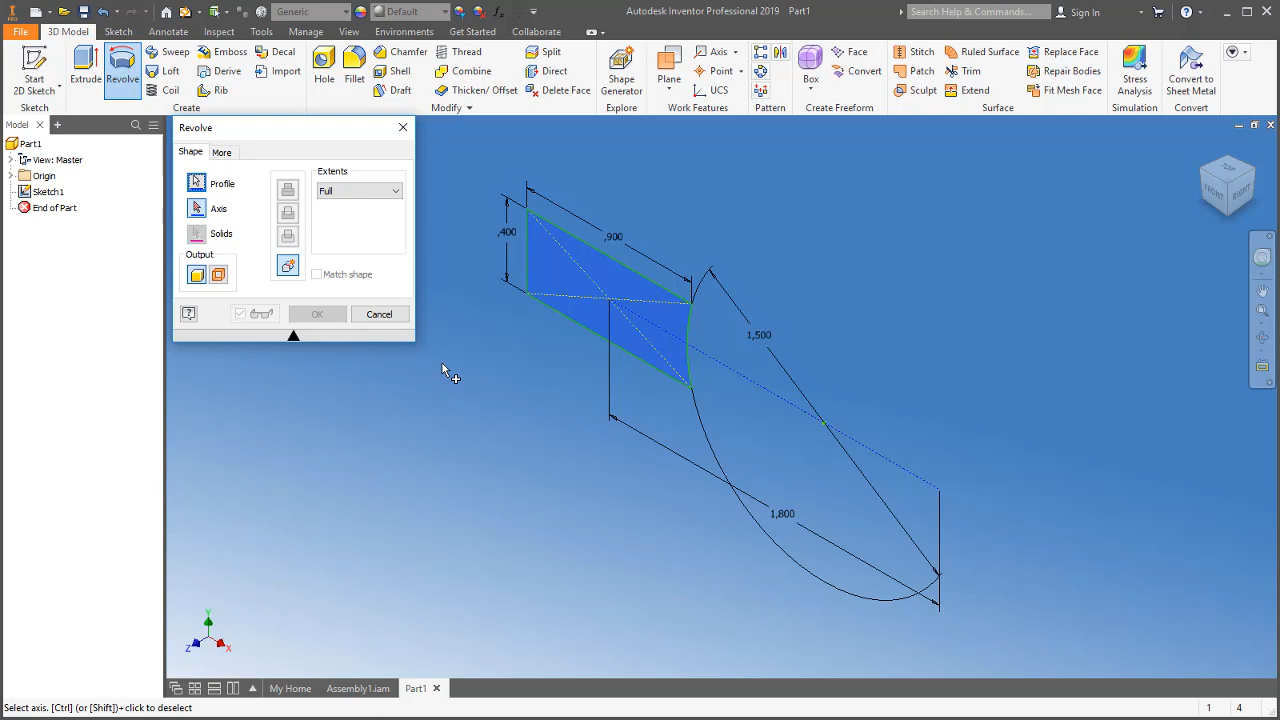 Generic
Default
Autodesk Inventor Professional 2019 Part1
Search Help & Commands...
Sign In
File
3D Model
Sketch
Annotate
Inspect
Tools
Manage
View
Environments
Get Started
Collaborate
Start
2D Sketch
Sketch
Extrude
Revolve
Sweep
Loft
Coil
Emboss
Derive
Rib
Decal
Import
Create
Hole
Fillet
Chamfer
Shell
Draft
Thread
Combine
Thicken/ Offset
Split
Direct
Delete Face
Modify
Shape
Generator
Explore
Plane
Axis
Point
UCS
Work Features
Pattern
Box
Face
Convert
Create Freeform
Stitch
Patch
Sculpt
Ruled Surface
Trim
Extend
Replace Face
Repair Bodies
Fit Mesh Face
Surface
Stress
Analysis
Simulation
Convert to
Sheet Metal
Convert
Model
Part1
View: Master
Origin
Sketch1
End of Part
Revolve
Shape
More
Profile
Axis
Solids
Output
Extents
Full
Match shape
OK
Cancel
,400
,900
1,500
1,800
FRONT
RIGHT
Y
Z
X
My Home
Assembly1.iam
Part1
Select axis. [Ctrl] (or [Shift])+click to deselect
1
4